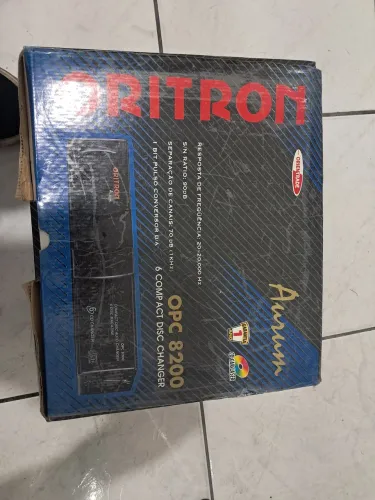 ORITRON
RESPOSTA DE FREQUÊNCIA: 20-20.000 HZ
S/N RATIO: 90dB
SEPARAÇÃO DE CANAIS: 70 dB (1KHZ)
1 BIT PULSO CONVERSOR D/A
Aurum
OPC 8200
6 COMPACT DISC CHANGER
ORITRON